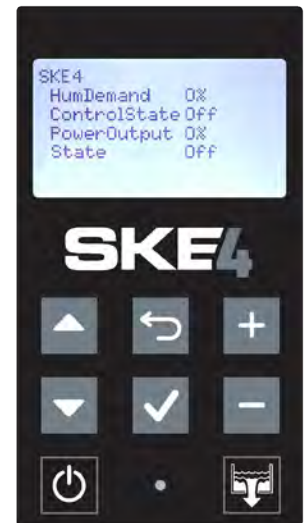 SKE4
HumDemand 0%
ControlState Off
PowerOutput 0%
State Off
SKE4